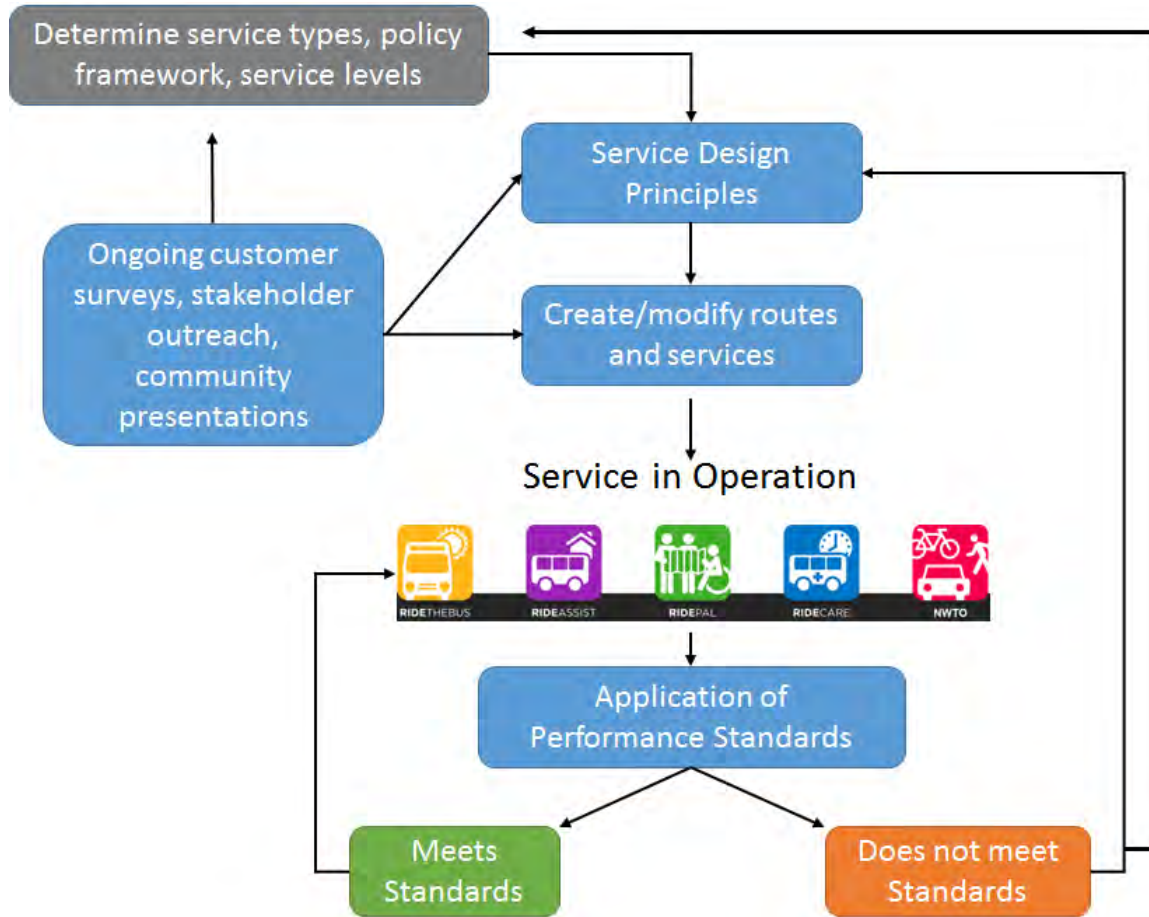 Determine service types, policy
framework, service levels
Service Design
Principles
Ongoing customer
surveys, stakeholder
outreach,
community
presentations
Create/modify routes
and services
Service in Operation
RIDETHEBUS
RIDEASSIST
RIDEPAL
RIDECARE
NWTO
Application of
Performance Standards
Meets
Standards
Does not meet
Standards